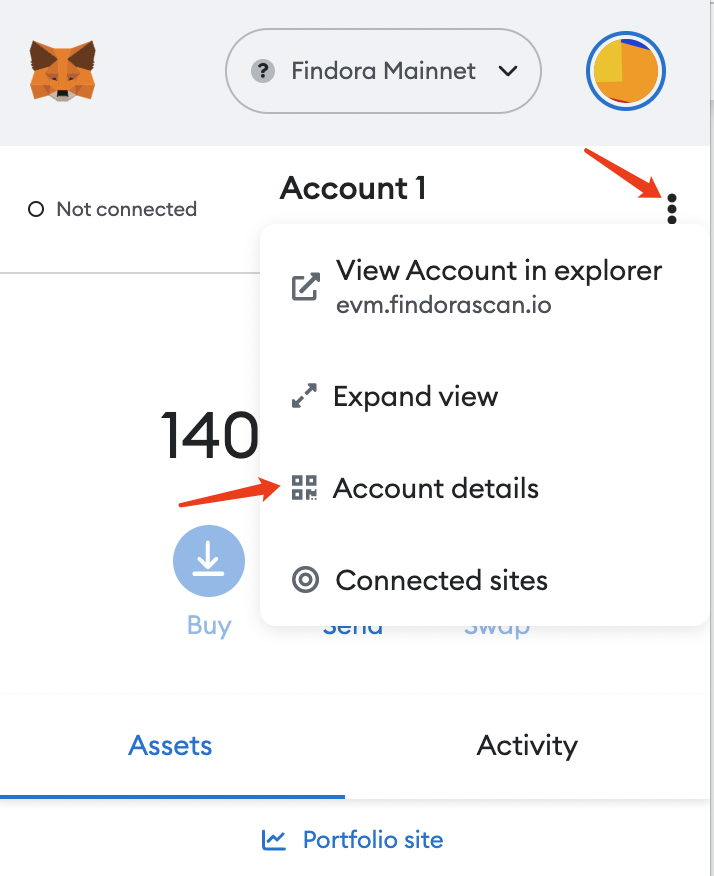 ? Findora Mainnet
Account 1
Not connected
View Account in explorer
evm.findorascan.io
Expand view
140
Account details
Connected sites
Buy
Send
Swap
Assets
Activity
Portfolio site